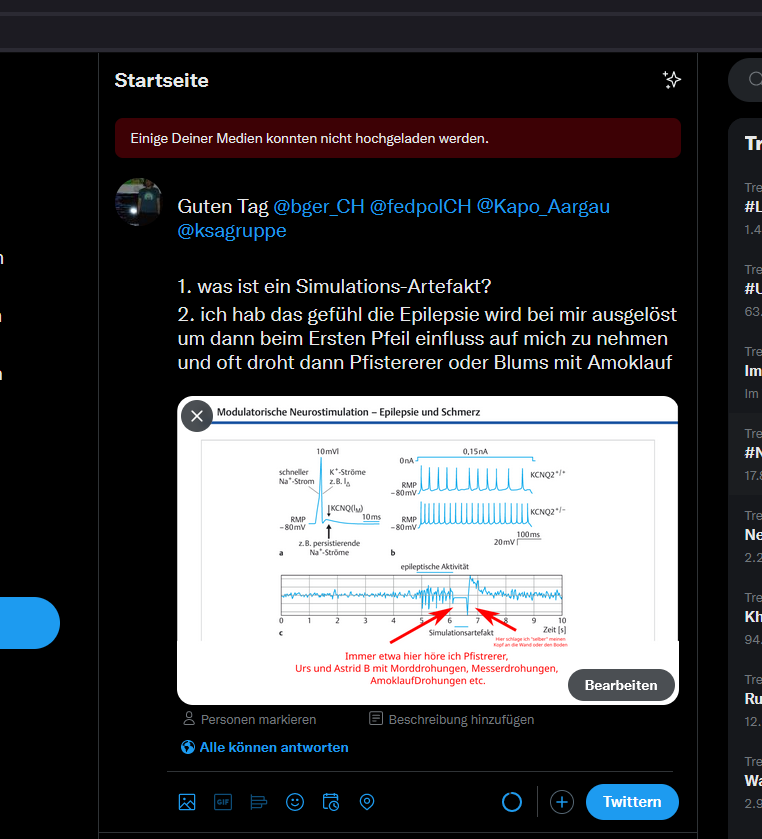 Startseite
Einige Deiner Medien konnten nicht hochgeladen werden.
Guten Tag @bger_CH @fedpolCH @Kapo_Aargau
@ksagruppe
1. was ist ein Simulations-Artefakt?
2. ich hab das gefühl die Epilepsie wird bei mir ausgelöst
um dann beim Ersten Pfeil einfluss auf mich zu nehmen
und oft droht dann Pfistererer oder Blums mit Amoklauf
Modulatorische Neurostimulation – Epilepsie und Schmerz
10mVI
schneller
Na⁺-Strom
K⁺-Ströme
z.B. I
KCNQ(I_M)
10ms
RMP
−80mV
z.B. persistierende
Na⁺-Ströme
a
0,15nA
0nA
RMP
−80mV
KCNQ2⁺/⁺
RMP
−80mV
KCNQ2⁺/⁻
100ms
20mV
b
epileptische Aktivität
0 1 2 3 4 5 6 7 8 9 10
c
Simulationsartefakt
Zeit [s]
Hier schlage ich "selber" meinen
Kopf an die Wand oder den Boden
Immer etwa hier höre ich Pfistrerer,
Urs und Astrid B mit Morddrohungen, Messerdrohungen,
AmoklaufDrohungen etc.
Bearbeiten
Personen markieren
Beschreibung hinzufügen
Alle können antworten
GIF
Twittern
Tr
Tre
#L
1.4
Tre
#U
63.
Tre
Im
Im
Tre
#N
17.8
Tre
Ne
2.2
Tre
Kh
94.
Tre
Ru
12.
Tre
Wa
2.9